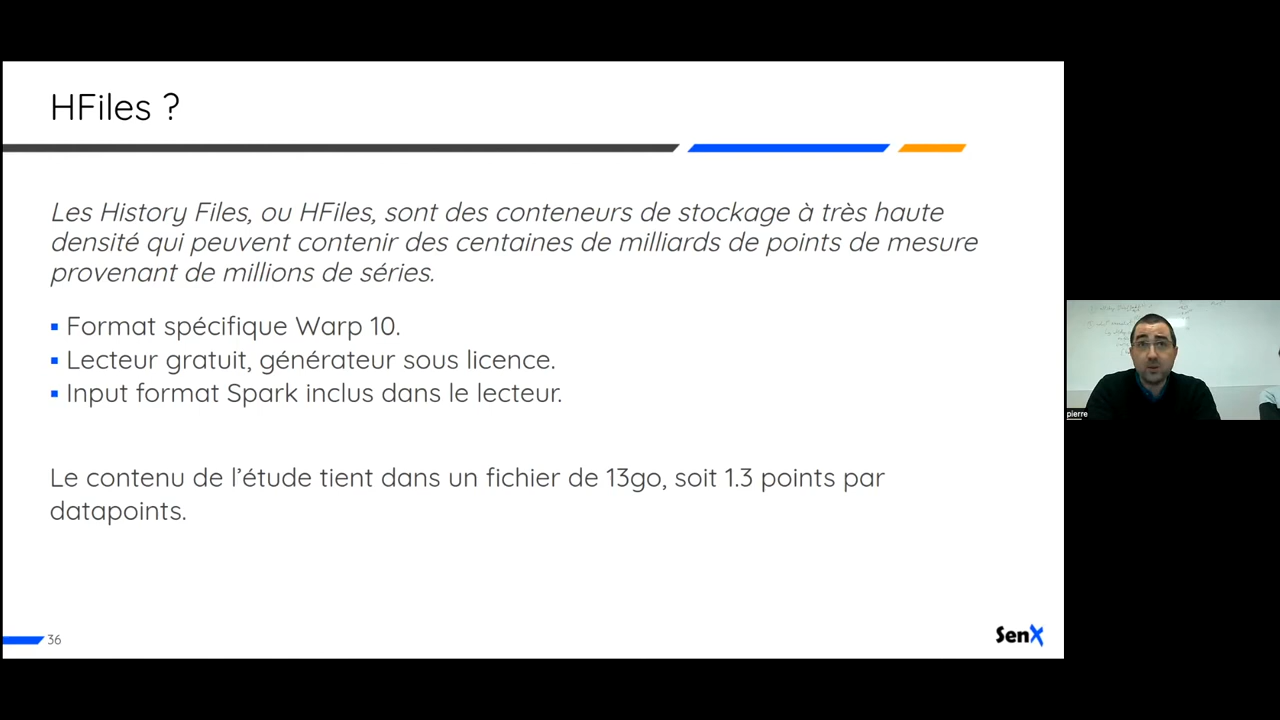 HFiles ?
Les History Files, ou HFiles, sont des conteneurs de stockage à très haute
densité qui peuvent contenir des centaines de milliards de points de mesure
provenant de millions de séries.
▪ Format spécifique Warp 10.
▪ Lecteur gratuit, générateur sous licence.
▪ Input format Spark inclus dans le lecteur.
Le contenu de l’étude tient dans un fichier de 13go, soit 1.3 points par
datapoints.
36
SenX
pierre